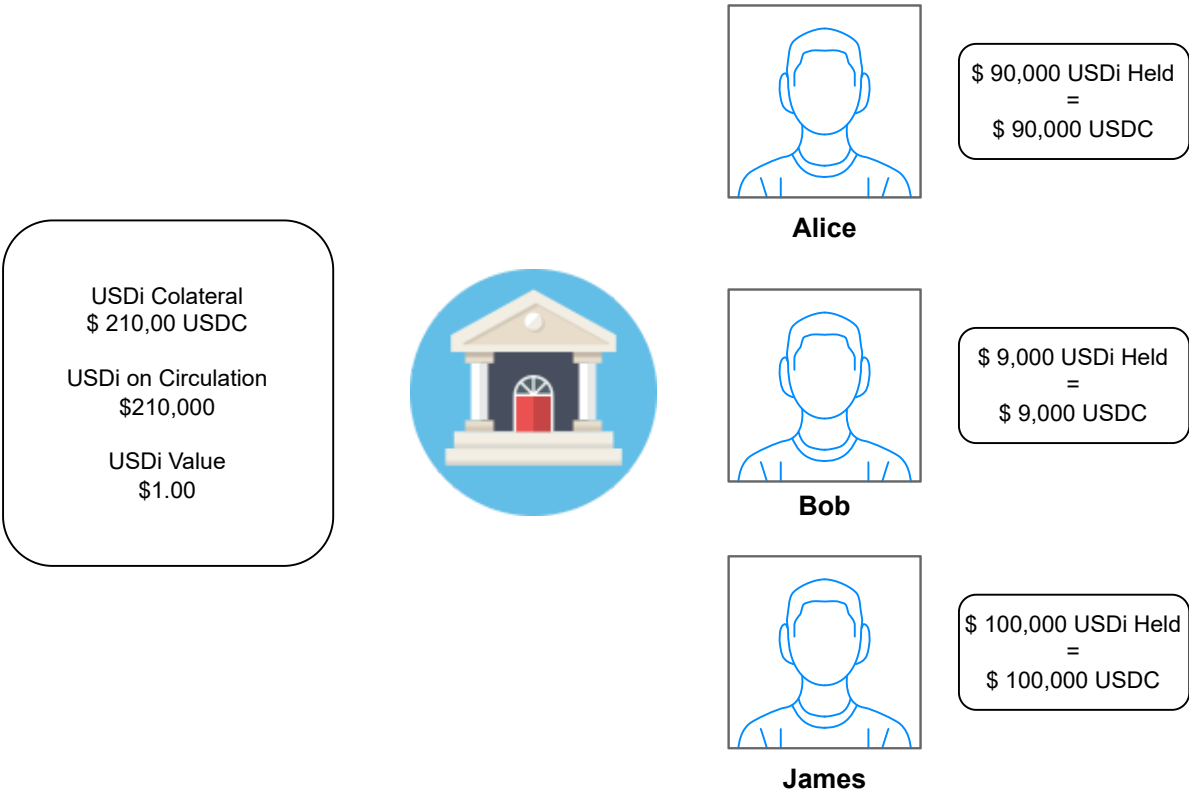 USDi Colateral
$ 210,00 USDC
USDi on Circulation
$210,000
USDi Value
$1.00
$ 90,000 USDi Held
=
$ 90,000 USDC
Alice
$ 9,000 USDi Held
=
$ 9,000 USDC
Bob
$ 100,000 USDi Held
=
$ 100,000 USDC
James